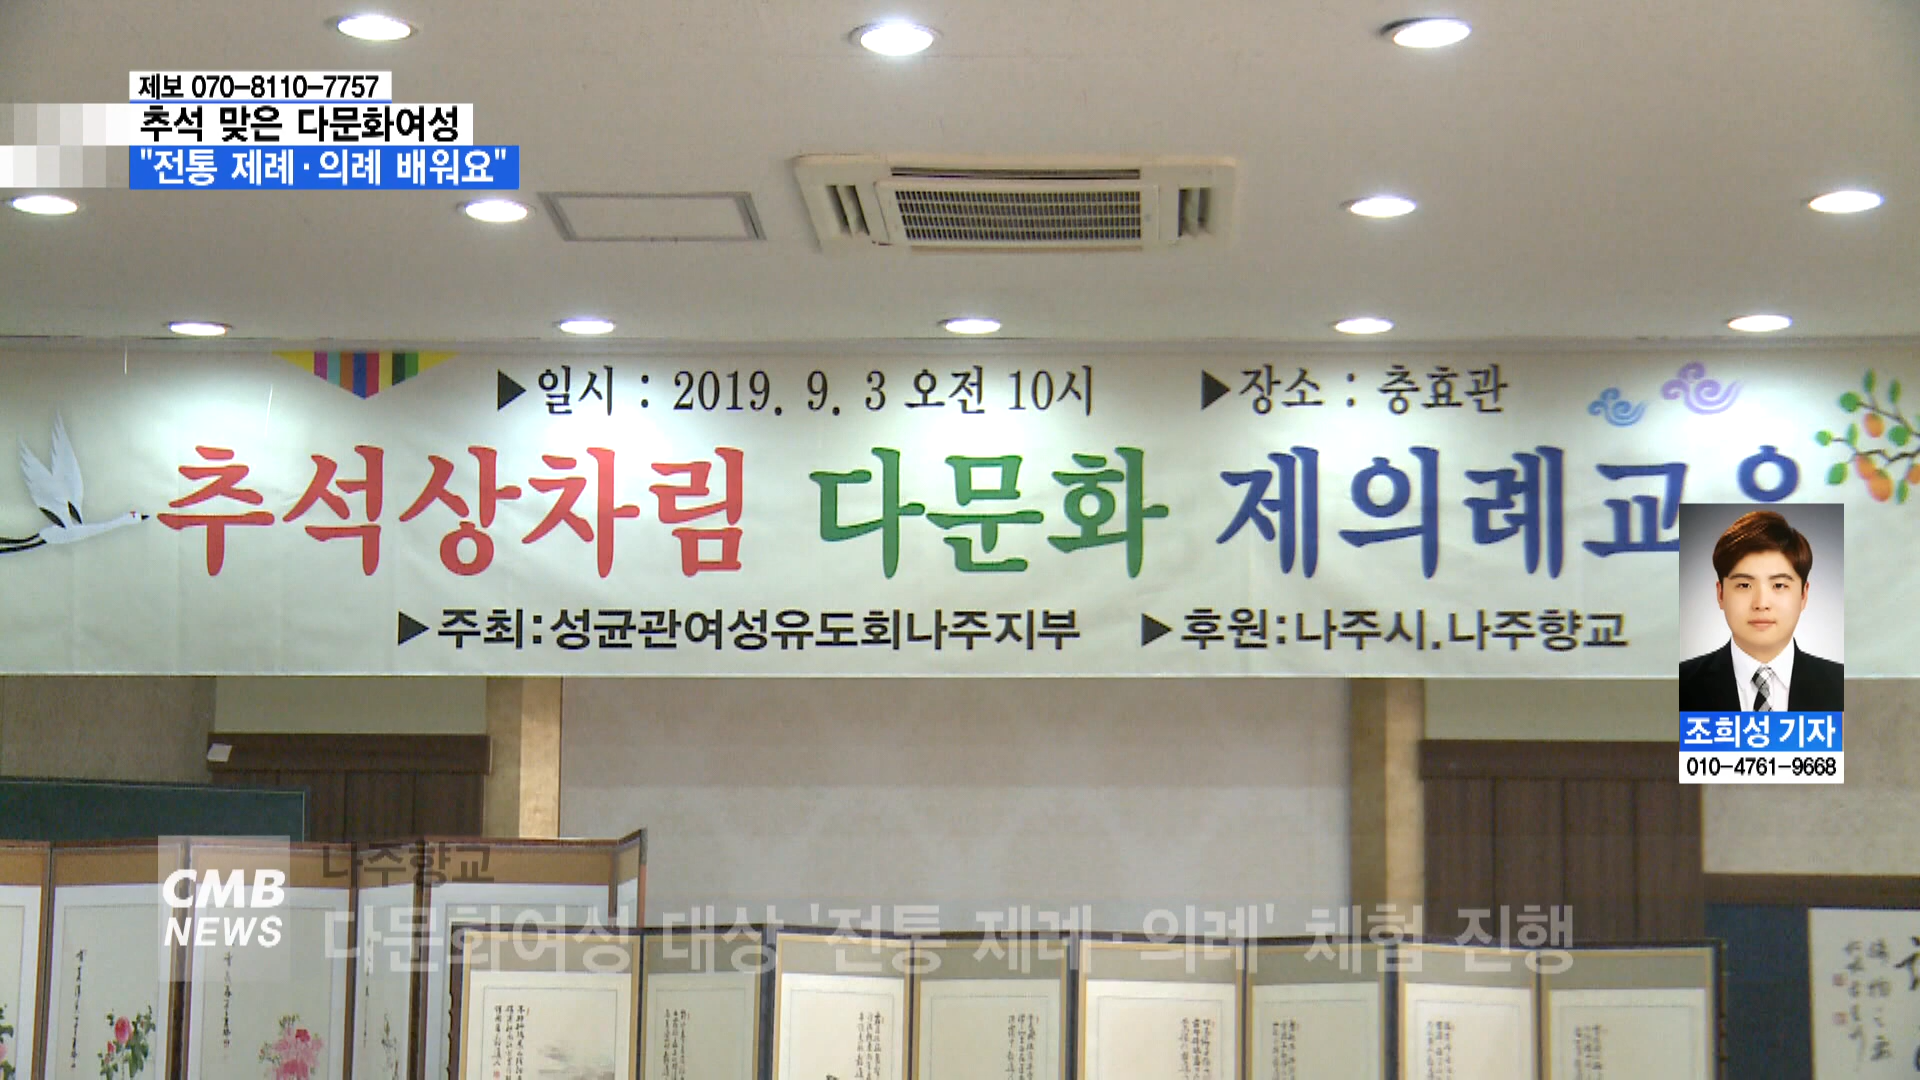 제보 070-8110-7757
추석 맞은 다문화여성
"전통 제례·의례 배워요"
▶일시 : 2019. 9. 3 오전 10시 ▶장소 : 충효관
추석상차림 다문화 제의례교육
▶주최:성균관여성유도회나주지부 ▶후원:나주시.나주향교
조희성 기자
010-4761-9668
CMB
NEWS
나주향교
다문화여성 대상 '전통 제례·의례' 체험 진행